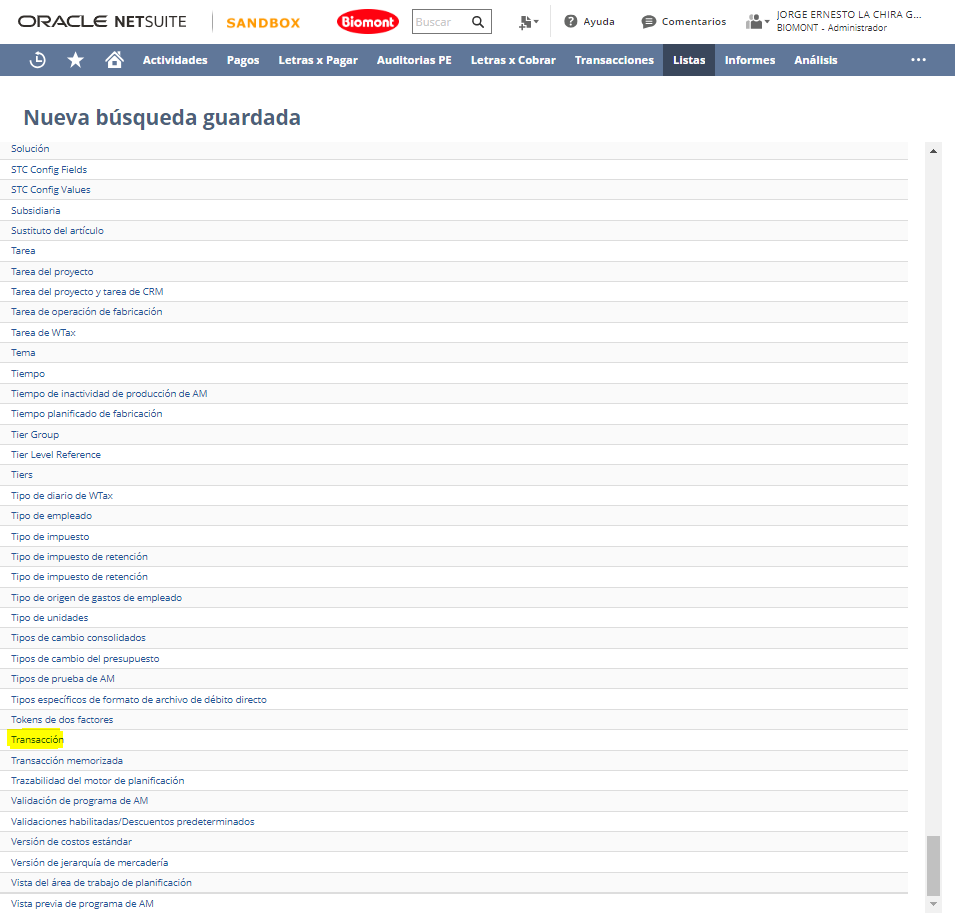 ORACLE NETSUITE
SANDBOX
Biomont
Buscar
Ayuda
Comentarios
JORGE ERNESTO LA CHIRA G...
BIOMONT - Administrador
Actividades
Pagos
Letras x Pagar
Auditorias PE
Letras x Cobrar
Transacciones
Listas
Informes
Análisis
Nueva búsqueda guardada
Solución
STC Config Fields
STC Config Values
Subsidiaria
Sustituto del artículo
Tarea
Tarea del proyecto
Tarea del proyecto y tarea de CRM
Tarea de operación de fabricación
Tarea de WTax
Tema
Tiempo
Tiempo de inactividad de producción de AM
Tiempo planificado de fabricación
Tier Group
Tier Level Reference
Tiers
Tipo de diario de WTax
Tipo de empleado
Tipo de impuesto
Tipo de impuesto de retención
Tipo de impuesto de retención
Tipo de origen de gastos de empleado
Tipo de unidades
Tipos de cambio consolidados
Tipos de cambio del presupuesto
Tipos de prueba de AM
Tipos específicos de formato de archivo de débito directo
Tokens de dos factores
Transacción
Transacción memorizada
Trazabilidad del motor de planificación
Validación de programa de AM
Validaciones habilitadas/Descuentos predeterminados
Versión de costos estándar
Versión de jerarquía de mercadería
Vista del área de trabajo de planificación
Vista previa de programa de AM